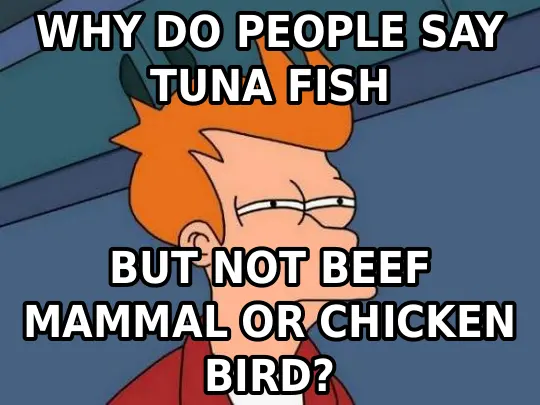 WHY DO PEOPLE SAY
TUNA FISH
BUT NOT BEEF
MAMMAL OR CHICKEN
BIRD?